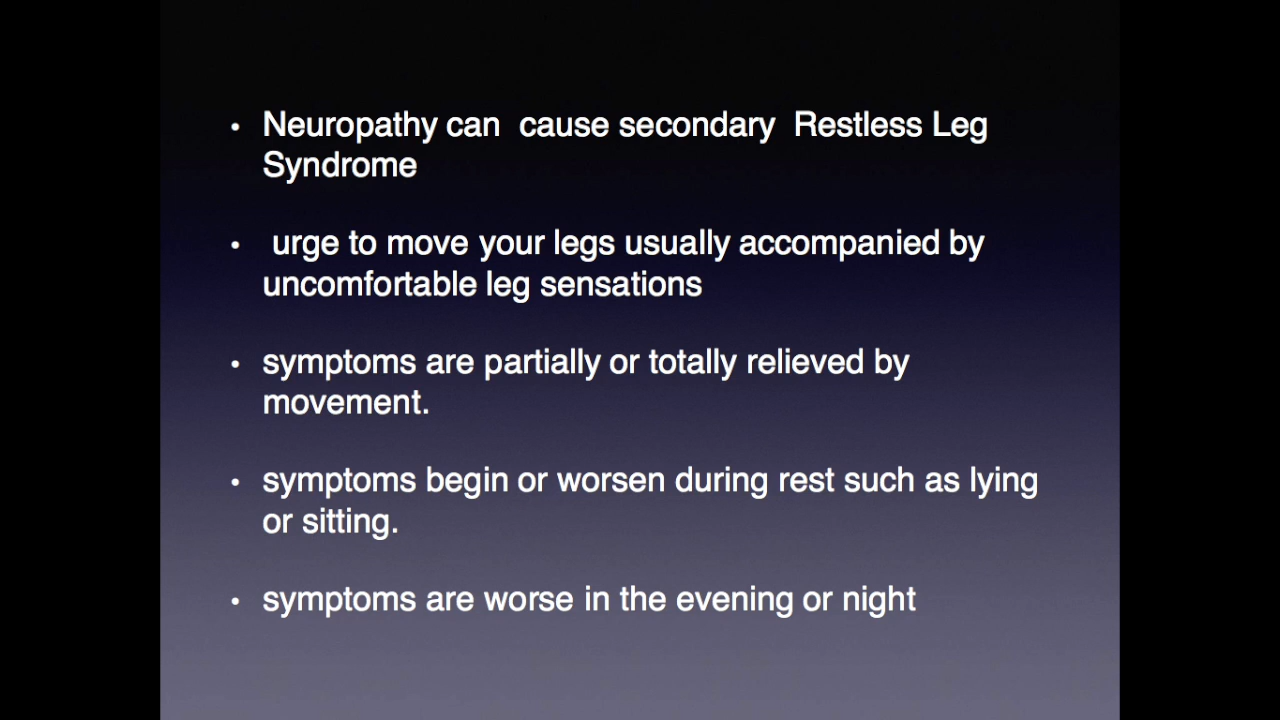 • Neuropathy can  cause secondary  Restless Leg
Syndrome
•  urge to move your legs usually accompanied by
uncomfortable leg sensations
• symptoms are partially or totally relieved by
movement.
• symptoms begin or worsen during rest such as lying
or sitting.
• symptoms are worse in the evening or night